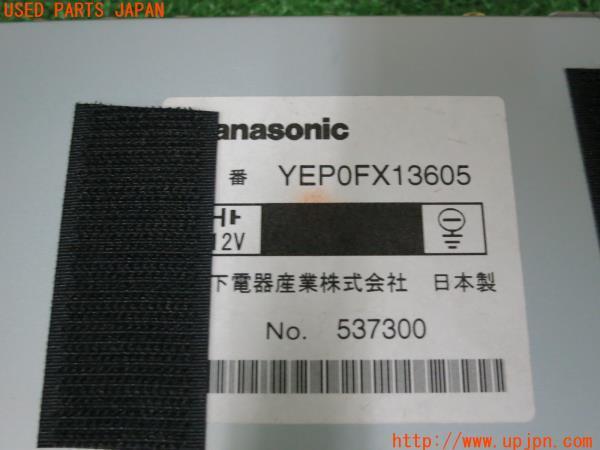 USED PARTS JAPAN
anasonic
番 YEP0FX13605
12V
下電器産業株式会社 日本製
No. 537300
http://www.upjpn.com/